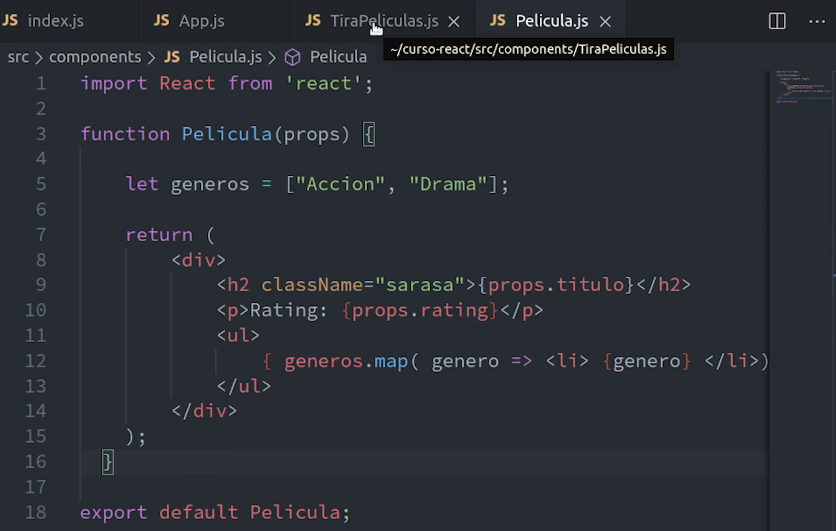 JS index.js JS App.js JS TiraPeliculas.js × JS Pelicula.js × ...
src > components > JS Pelicula.js > Pelicula
~/curso-react/src/components/TiraPeliculas.js
1 import React from 'react';
2
3 function Pelicula(props) {
4
5 let generos = ["Accion", "Drama"];
6
7 return (
8 <div>
9 <h2 className="sarasa">{props.titulo}</h2>
10 <p>Rating: {props.rating}</p>
11 <ul>
12 { generos.map( genero => <li> {genero} </li>)
13 </ul>
14 </div>
15 );
16 }
17
18 export default Pelicula;